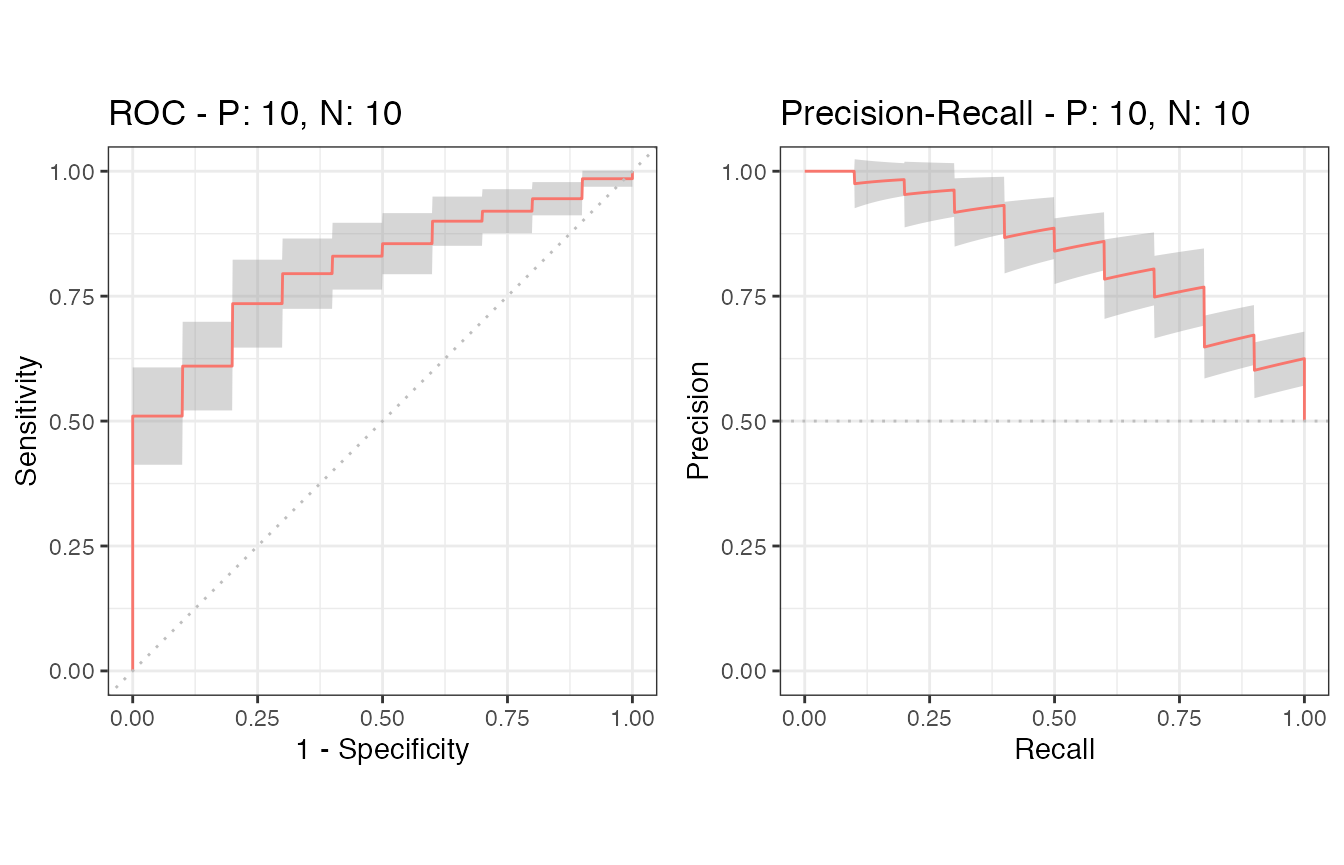 ROC - P: 10, N: 10
1.00
0.75
0.50
0.25
0.00
Sensitivity
0.00 0.25 0.50 0.75 1.00
1 - Specificity
Precision-Recall - P: 10, N: 10
1.00
0.75
0.50
0.25
0.00
Precision
0.00 0.25 0.50 0.75 1.00
Recall